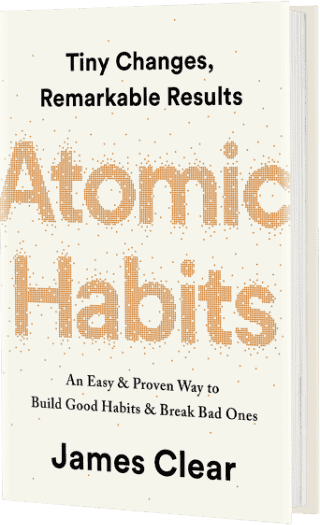 Tiny Changes,
Remarkable Results
Atomic
Habits
An Easy & Proven Way to
Build Good Habits & Break Bad Ones
James Clear